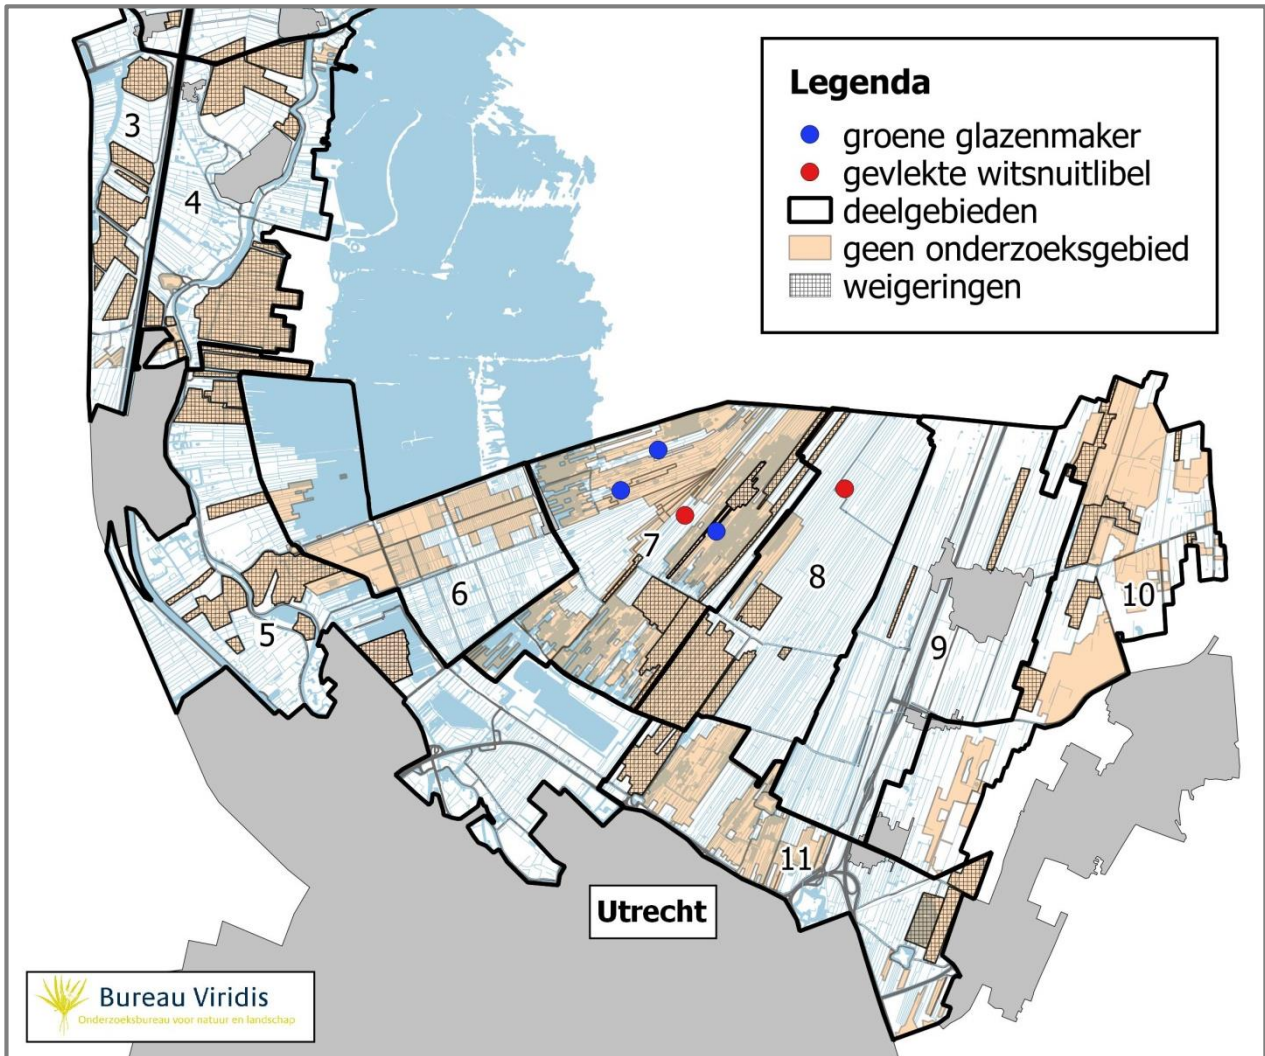 Legenda
groene glazenmaker
gevlekte witsnuitlibel
deelgebieden
geen onderzoeksgebied
weigeringen
3
4
5
6
7
8
9
10
11
Utrecht
Bureau Viridis
Onderzoeksbureau voor natuur en landschap